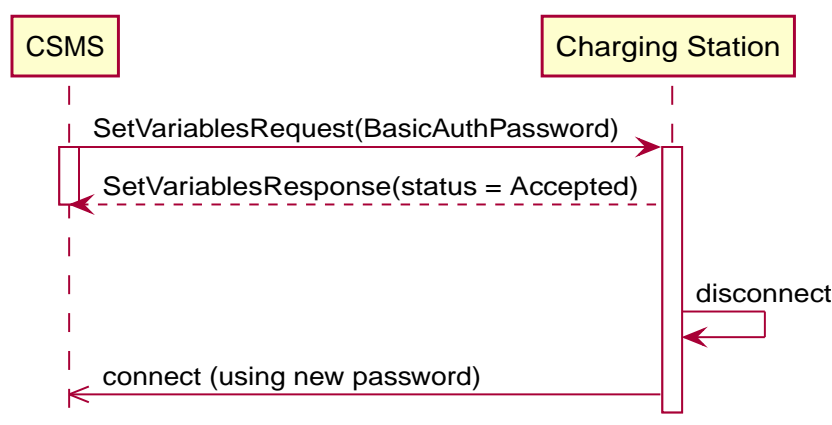 CSMS
Charging Station
SetVariablesRequest(BasicAuthPassword)
SetVariablesResponse(status = Accepted)
disconnect
connect (using new password)